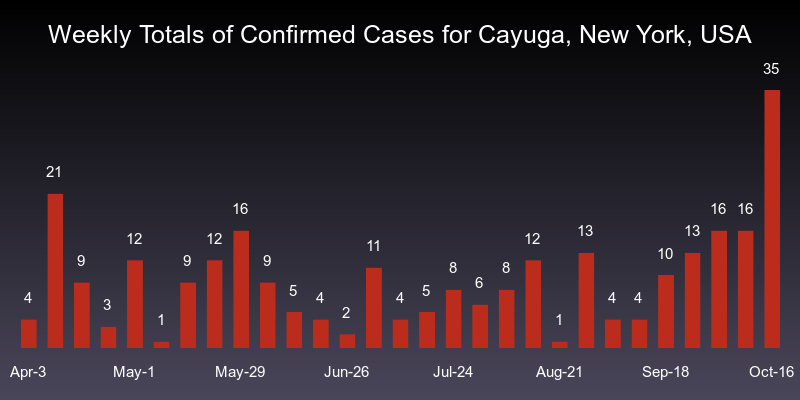 Weekly Totals of Confirmed Cases for Cayuga, New York, USA
4 21 9 3 12 1 9 12 16 9 5 4 2 11 4 5 8 6 8 12 1 13 4 4 10 13 16 16 35
Apr-3 May-1 May-29 Jun-26 Jul-24 Aug-21 Sep-18 Oct-16